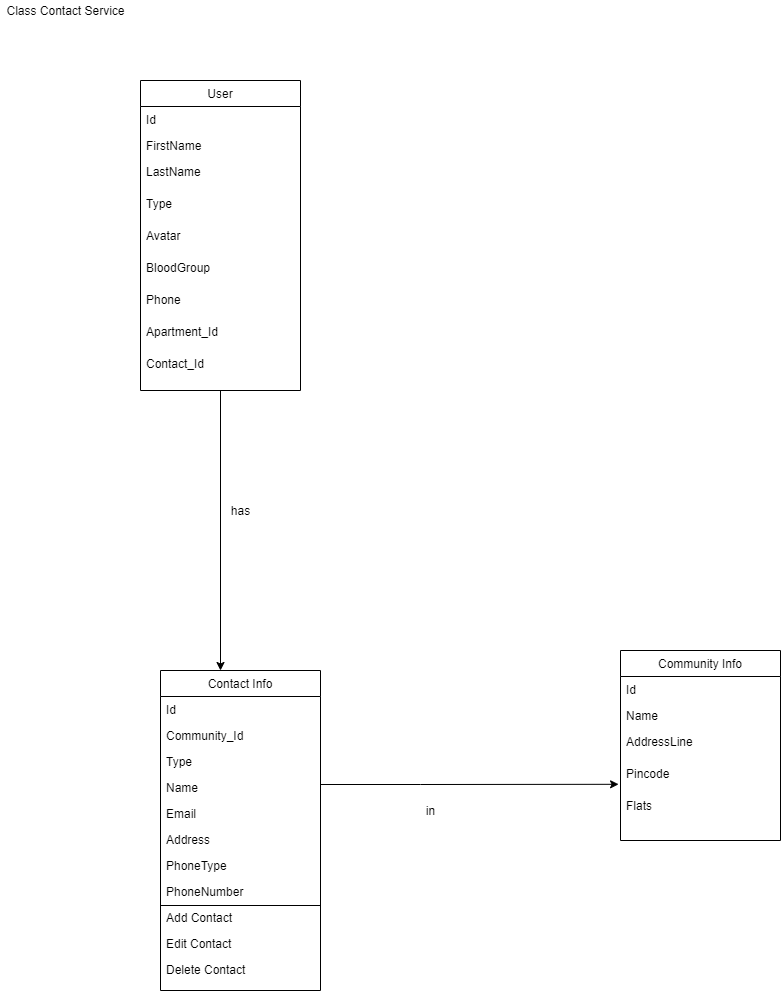 Class Contact Service
User
Id
FirstName
LastName
Type
Avatar
BloodGroup
Phone
Apartment_Id
Contact_Id
has
Contact Info
Id
Community_Id
Type
Name
Email
Address
PhoneType
PhoneNumber
Add Contact
Edit Contact
Delete Contact
in
Community Info
Id
Name
AddressLine
Pincode
Flats